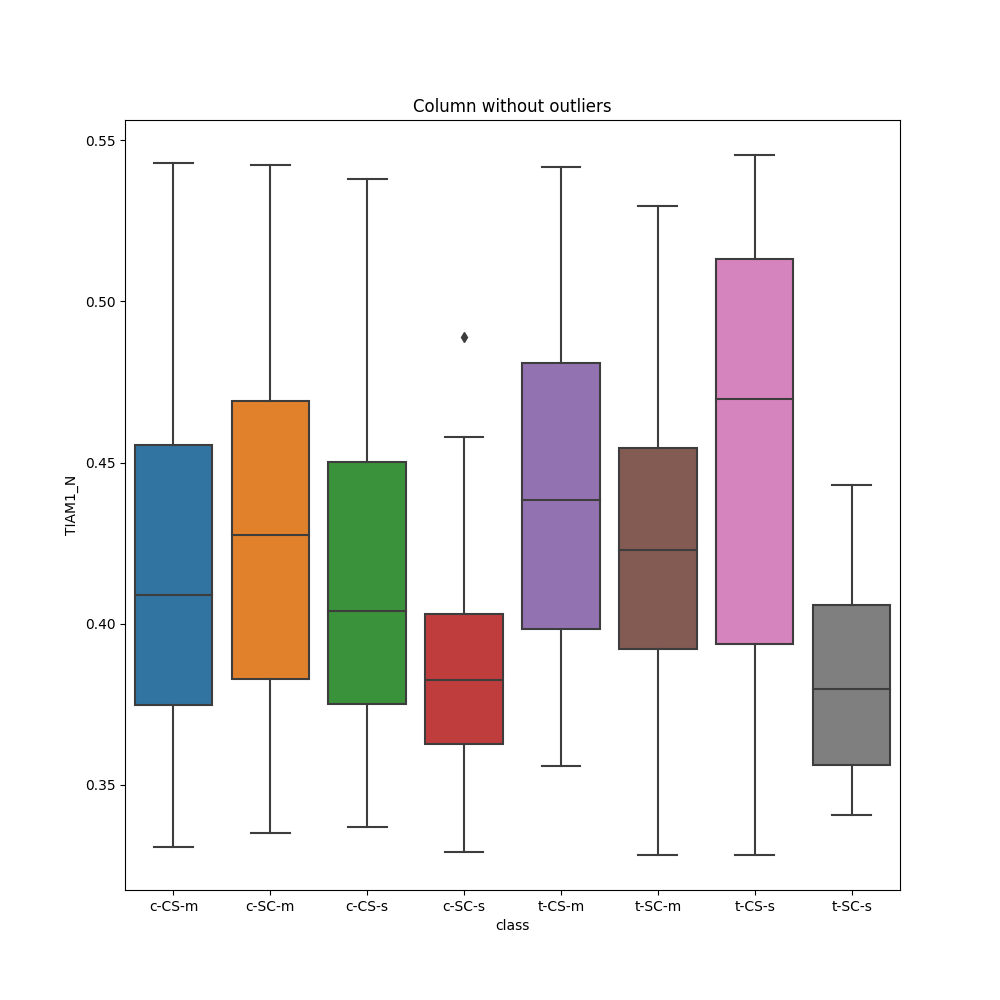 Column without outliers
0.55
0.50
0.45
0.40
0.35
TIAM1_N
c-CS-m c-SC-m c-CS-s c-SC-s t-CS-m t-SC-m t-CS-s t-SC-s
class